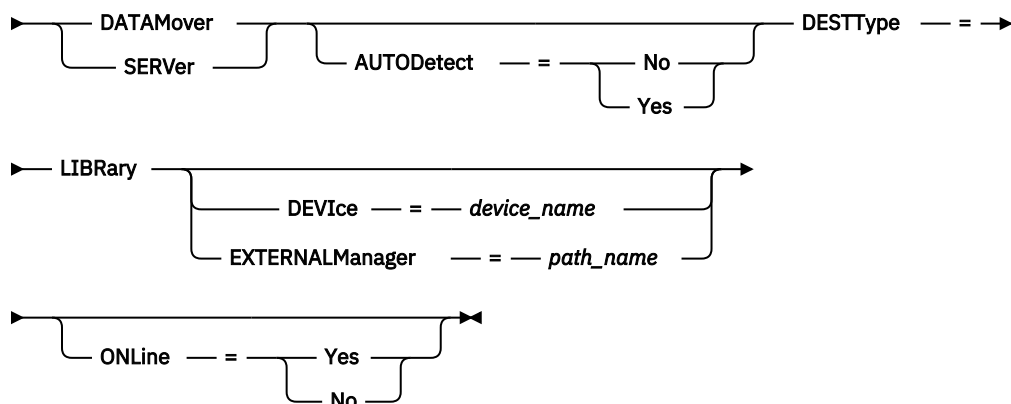 DATAMover DESTType =
SERVer AUTODetect = No
Yes
LIBRary
DEVIce = device_name
EXTERNALManager = path_name
ONLine = Yes
No